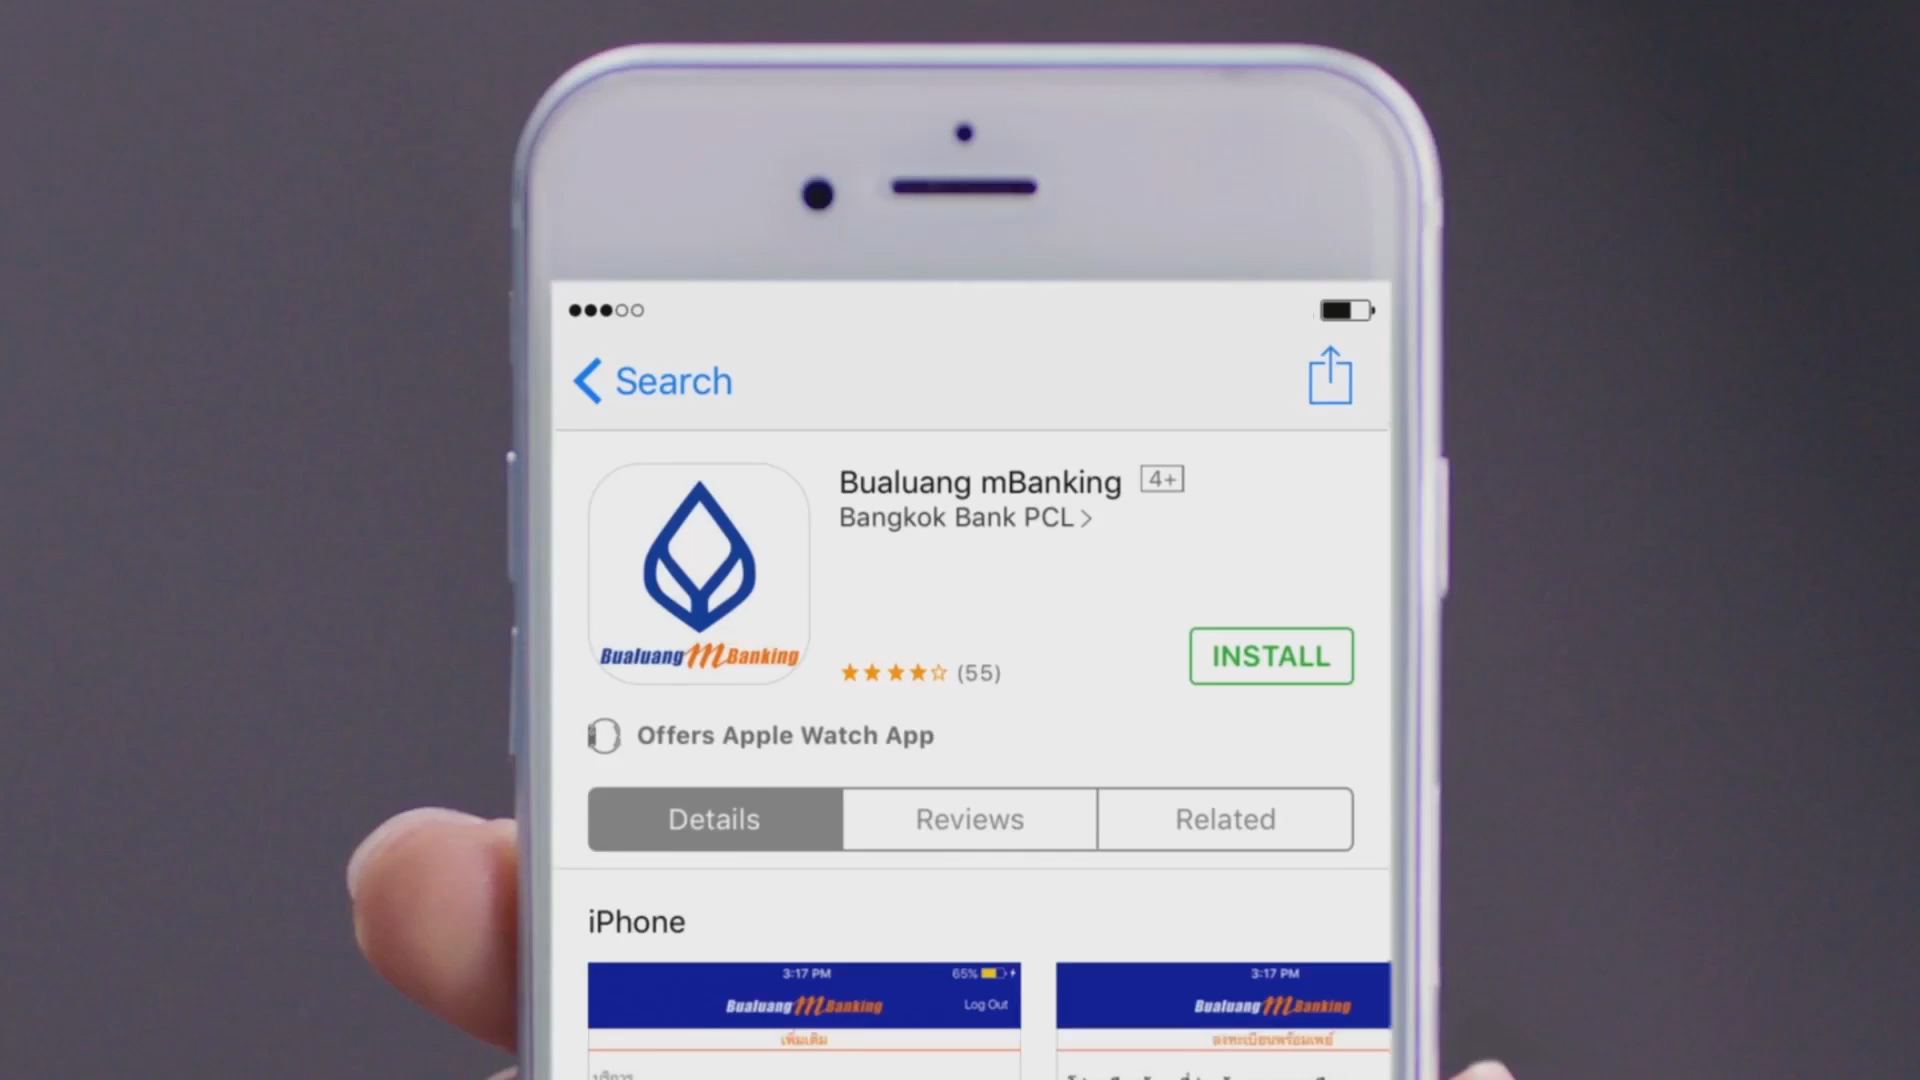 Search
Bualuang mBanking 4+
Bangkok Bank PCL
Bualuang mBanking
(55)
INSTALL
Offers Apple Watch App
Details
Reviews
Related
iPhone
3:17 PM
65%
Bualuang mBanking
Log Out
เพิ่มเติม
บริการ
3:17 PM
Bualuang mBanking
ลงทะเบียนพร้อมเพย์